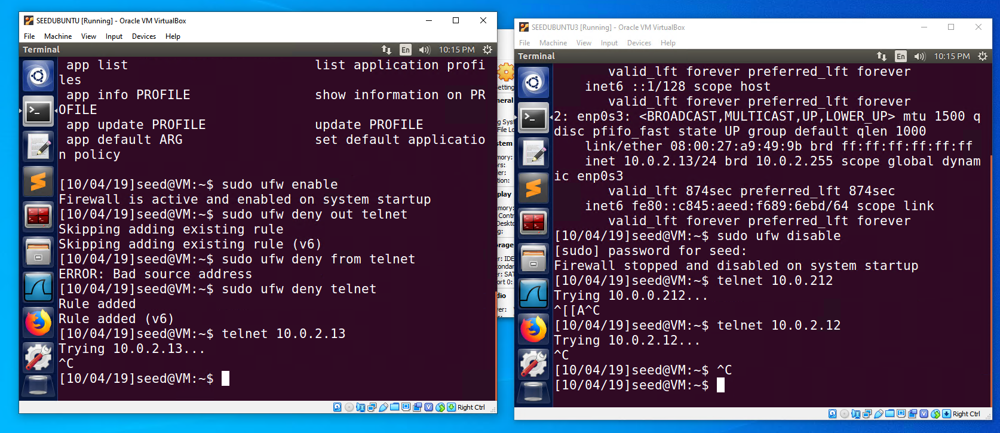 SEEDUBUNTU [Running] - Oracle VM VirtualBox
File Machine View Input Devices Help
Terminal En 10:15 PM
app list list application profi
les
app info PROFILE show information on PR
OFILE
app update PROFILE update PROFILE
app default ARG set default applicatio
n policy
[10/04/19]seed@VM:~$ sudo ufw enable
Firewall is active and enabled on system startup
[10/04/19]seed@VM:~$ sudo ufw deny out telnet
Skipping adding existing rule
Skipping adding existing rule (v6)
[10/04/19]seed@VM:~$ sudo ufw deny from telnet
ERROR: Bad source address
[10/04/19]seed@VM:~$ sudo ufw deny telnet
Rule added
Rule added (v6)
[10/04/19]seed@VM:~$ telnet 10.0.2.13
Trying 10.0.2.13...
^C
[10/04/19]seed@VM:~$
Right Ctrl
SEEDUBUNTU3 [Running] - Oracle VM VirtualBox
File Machine View Input Devices Help
Terminal En 10:15 PM
valid_lft forever preferred_lft forever
inet6 ::1/128 scope host
valid_lft forever preferred_lft forever
2: enp0s3: <BROADCAST,MULTICAST,UP,LOWER_UP> mtu 1500 q
disc pfifo_fast state UP group default qlen 1000
link/ether 08:00:27:a9:49:9b brd ff:ff:ff:ff:ff:ff
inet 10.0.2.13/24 brd 10.0.2.255 scope global dynam
ic enp0s3
valid_lft 874sec preferred_lft 874sec
inet6 fe80::c845:aeed:f689:6ebd/64 scope link
valid_lft forever preferred_lft forever
[10/04/19]seed@VM:~$ sudo ufw disable
[sudo] password for seed:
Firewall stopped and disabled on system startup
[10/04/19]seed@VM:~$ telnet 10.0.212
Trying 10.0.0.212...
^[[A^C
[10/04/19]seed@VM:~$ telnet 10.0.2.12
Trying 10.0.2.12...
^C
[10/04/19]seed@VM:~$ ^C
[10/04/19]seed@VM:~$
Right Ctrl